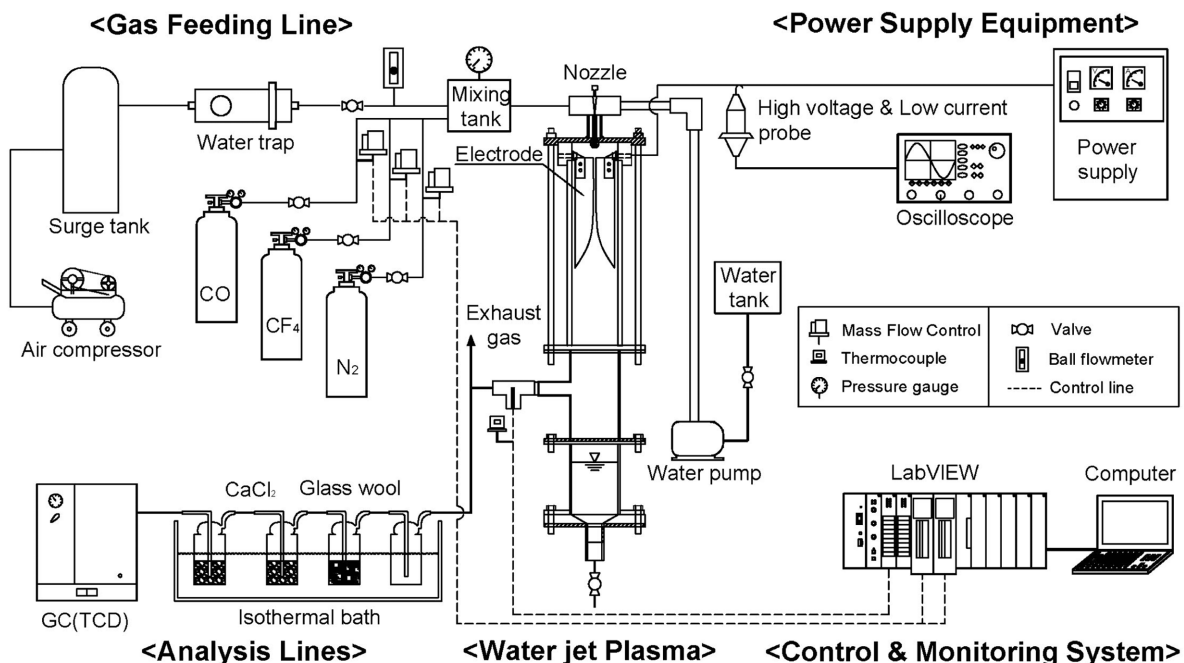 <Gas Feeding Line>
<Power Supply Equipment>
Nozzle
Mixing
tank
High voltage & Low current
probe
Water trap
Electrode
Power
supply
Surge tank
Oscilloscope
CO
CF₄
N₂
Water
tank
Exhaust
gas
Air compressor
Mass Flow Control
Valve
Thermocouple
Ball flowmeter
Pressure gauge
Control line
Water pump
LabVIEW
Computer
CaCl₂
Glass wool
GC(TCD)
Isothermal bath
<Analysis Lines>
<Water jet Plasma>
<Control & Monitoring System>